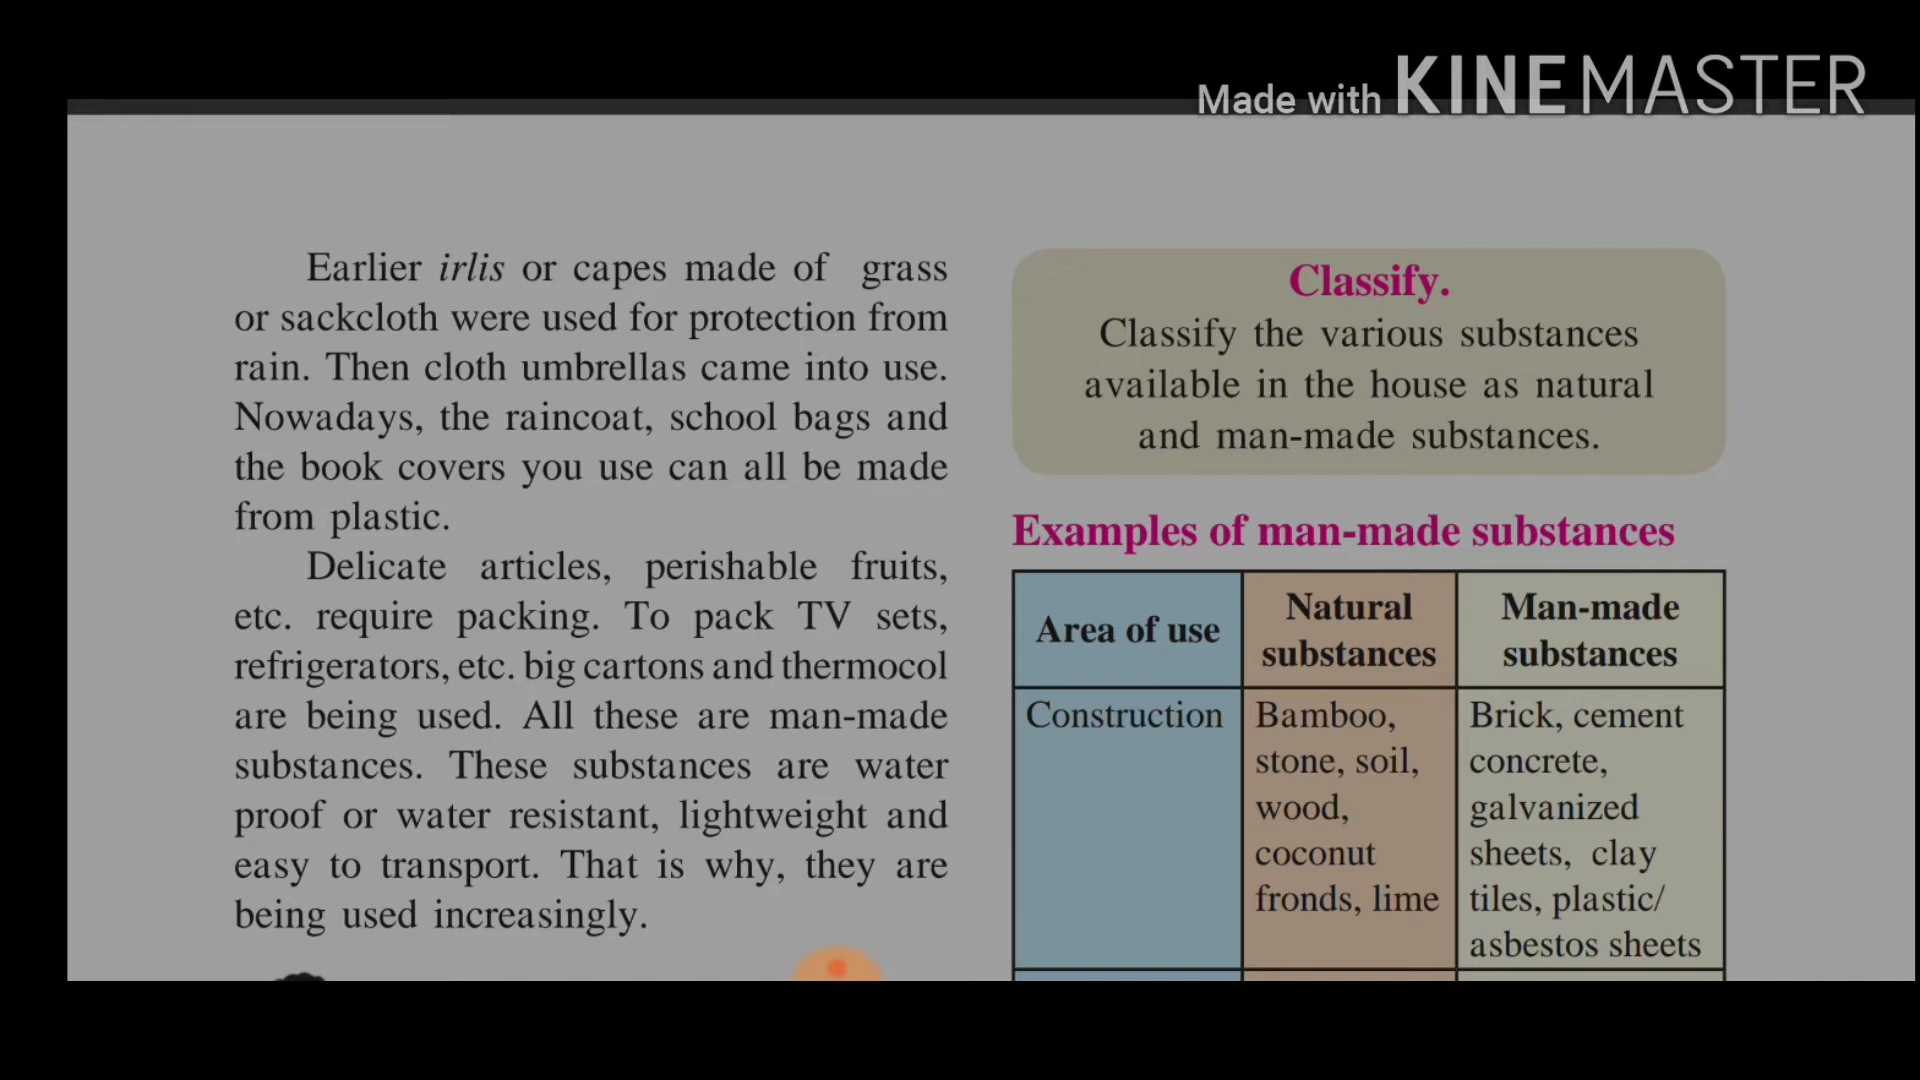 Made with KINEMASTER
Earlier irlis or capes made of grass
or sackcloth were used for protection from
rain. Then cloth umbrellas came into use.
Nowadays, the raincoat, school bags and
the book covers you use can all be made
from plastic.
Delicate articles, perishable fruits,
etc. require packing. To pack TV sets,
refrigerators, etc. big cartons and thermocol
are being used. All these are man-made
substances. These substances are water
proof or water resistant, lightweight and
easy to transport. That is why, they are
being used increasingly.
Classify.
Classify the various substances
available in the house as natural
and man-made substances.
Examples of man-made substances
Area of use
Natural
substances
Man-made
substances
Construction
Bamboo,
stone, soil,
wood,
coconut
fronds, lime
Brick, cement
concrete,
galvanized
sheets, clay
tiles, plastic/
asbestos sheets